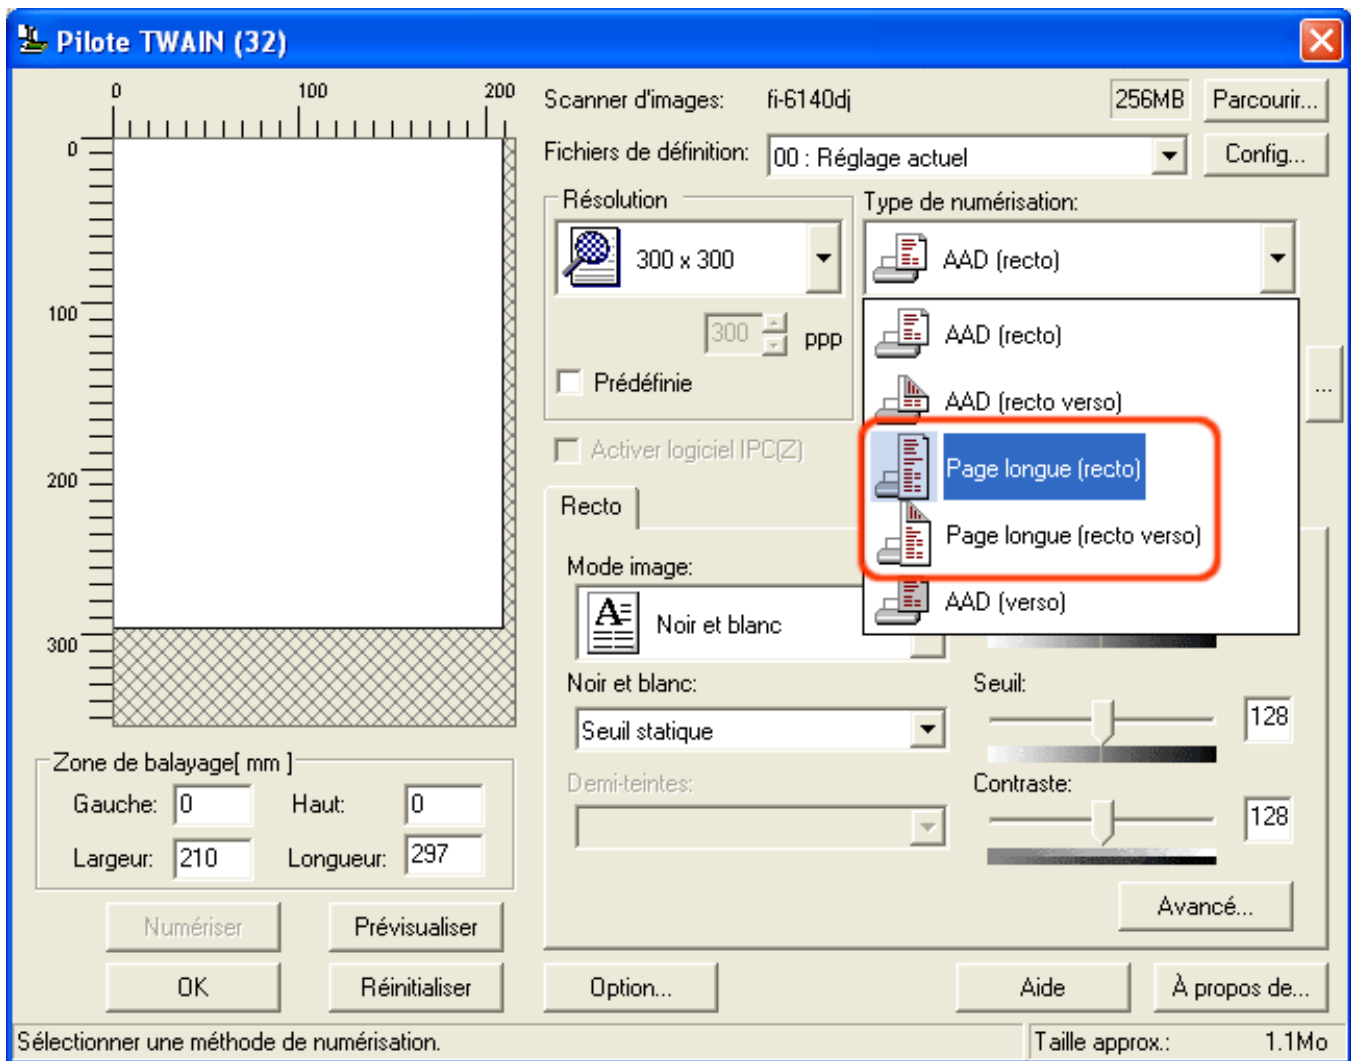 Pilote TWAIN (32)
0 100 200
Scanner d'images: fi-6140dj 256MB Parcourir...
0
Fichiers de définition: 00 : Réglage actuel Config...
Résolution
Type de numérisation:
300 x 300
AAD (recto)
100
300 ppp
AAD (recto)
Prédéfinie
...
AAD (recto verso)
Activer logiciel IPC(Z)
Page longue (recto)
200
Recto
Page longue (recto verso)
Mode image:
AAD (verso)
Noir et blanc
300
Noir et blanc:
Seuil:
Seuil statique
128
Zone de balayage[ mm ]
Demi-teintes:
Contraste:
Gauche: 0 Haut: 0
128
Largeur: 210 Longueur: 297
Avancé...
Numériser Prévisualiser
OK Réinitialiser Option... Aide À propos de...
Sélectionner une méthode de numérisation. Taille approx.: 1.1Mo